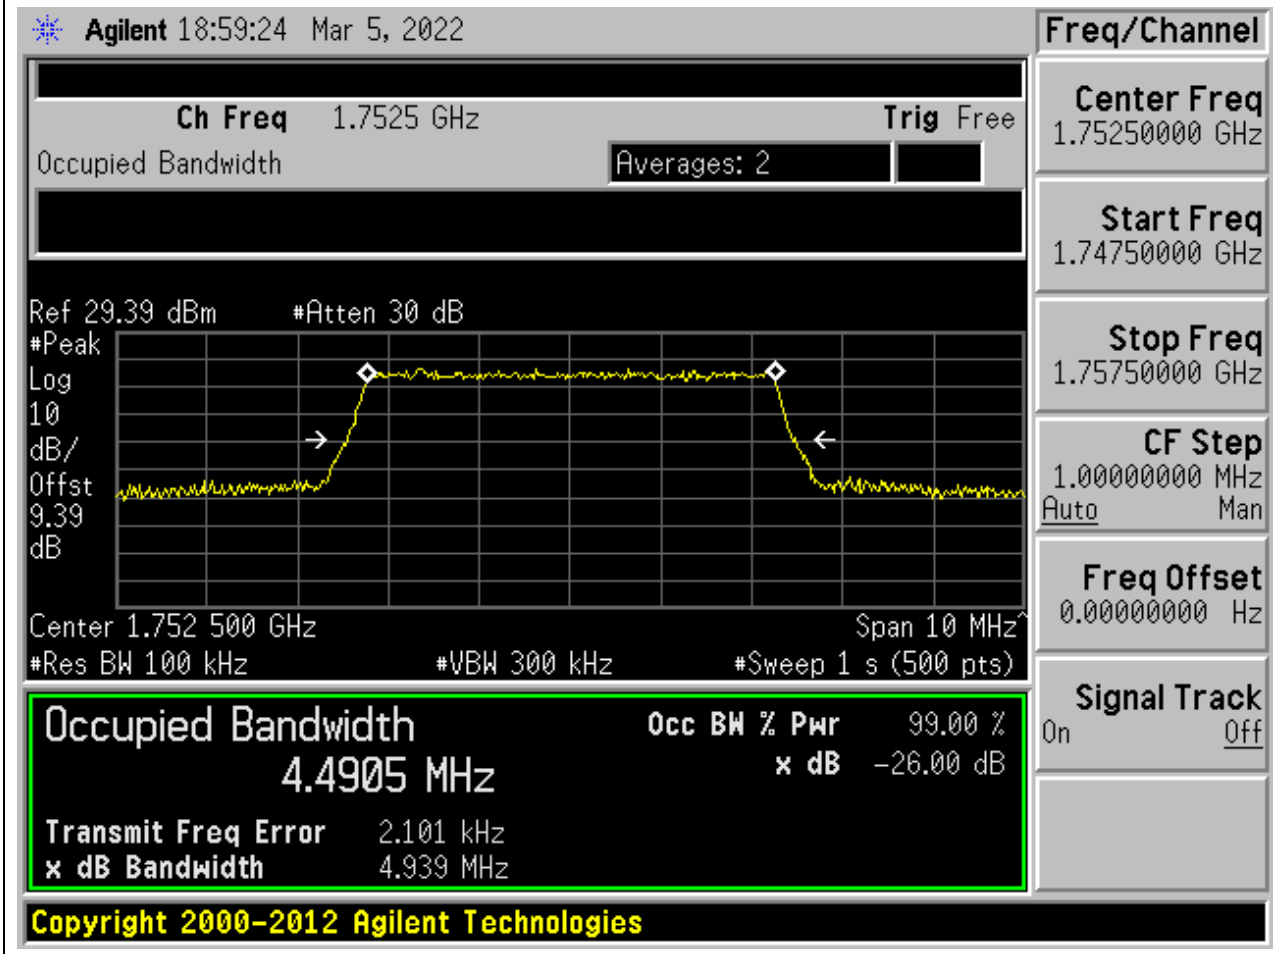 Agilent 18:59:24 Mar 5, 2022
Freq/Channel
Ch Freq 1.7525 GHz Trig Free
Occupied Bandwidth Averages: 2
Center Freq
1.75250000 GHz
Start Freq
1.74750000 GHz
Stop Freq
1.75750000 GHz
CF Step
1.00000000 MHz
Auto Man
Freq Offset
0.00000000 Hz
Signal Track
On Off
Ref 29.39 dBm #Atten 30 dB
#Peak
Log
10
dB/
Offst
9.39
dB
Center 1.752 500 GHz Span 10 MHz^
#Res BW 100 kHz #VBW 300 kHz #Sweep 1 s (500 pts)
Occupied Bandwidth Occ BW % Pwr 99.00 %
4.4905 MHz x dB -26.00 dB
Transmit Freq Error 2.101 kHz
x dB Bandwidth 4.939 MHz
Copyright 2000-2012 Agilent Technologies